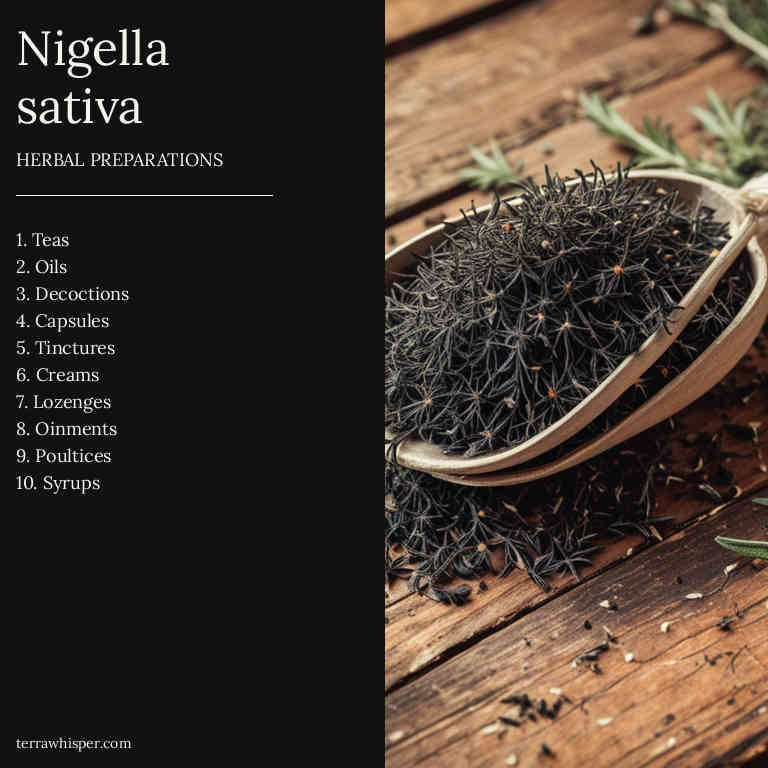 Nigella
sativa
HERBAL PREPARATIONS
1. Teas
2. Oils
3. Decoctions
4. Capsules
5. Tinctures
6. Creams
7. Lozenges
8. Oinments
9. Poultices
10. Syrups
terrawhisper.com